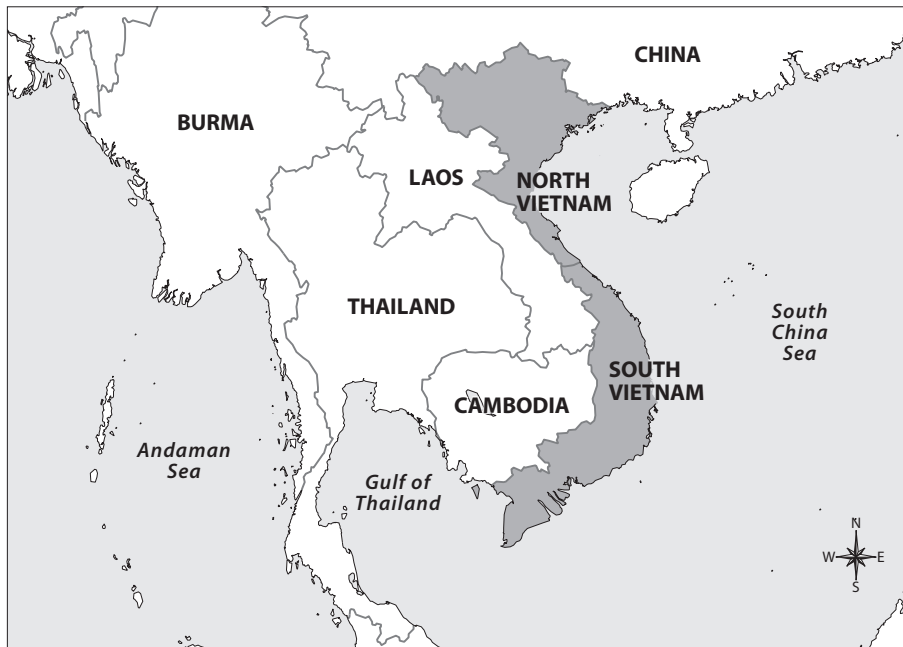 CHINA
BURMA
LAOS
NORTH
VIETNAM
THAILAND
South
China
Sea
SOUTH
VIETNAM
CAMBODIA
Andaman
Sea
Gulf of
Thailand
N
W E
S